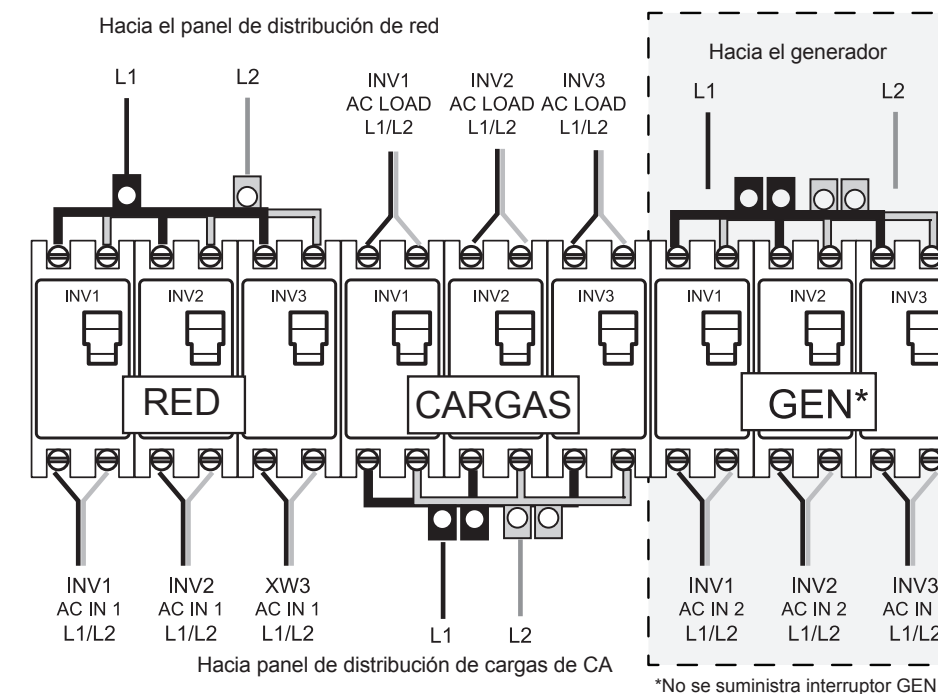 Hacia el panel de distribución de red
Hacia el generador
L1
L2
INV1
AC LOAD
L1/L2
INV2
AC LOAD
L1/L2
INV3
AC LOAD
L1/L2
L1
L2
INV1
INV2
INV3
INV1
INV2
INV3
INV1
INV2
INV3
RED
CARGAS
GEN*
INV1
AC IN 1
L1/L2
INV2
AC IN 1
L1/L2
XW3
AC IN 1
L1/L2
L1
L2
INV1
AC IN 2
L1/L2
INV2
AC IN 2
L1/L2
INV3
AC IN
L1/L2
Hacia panel de distribución de cargas de CA
*No se suministra interruptor GEN